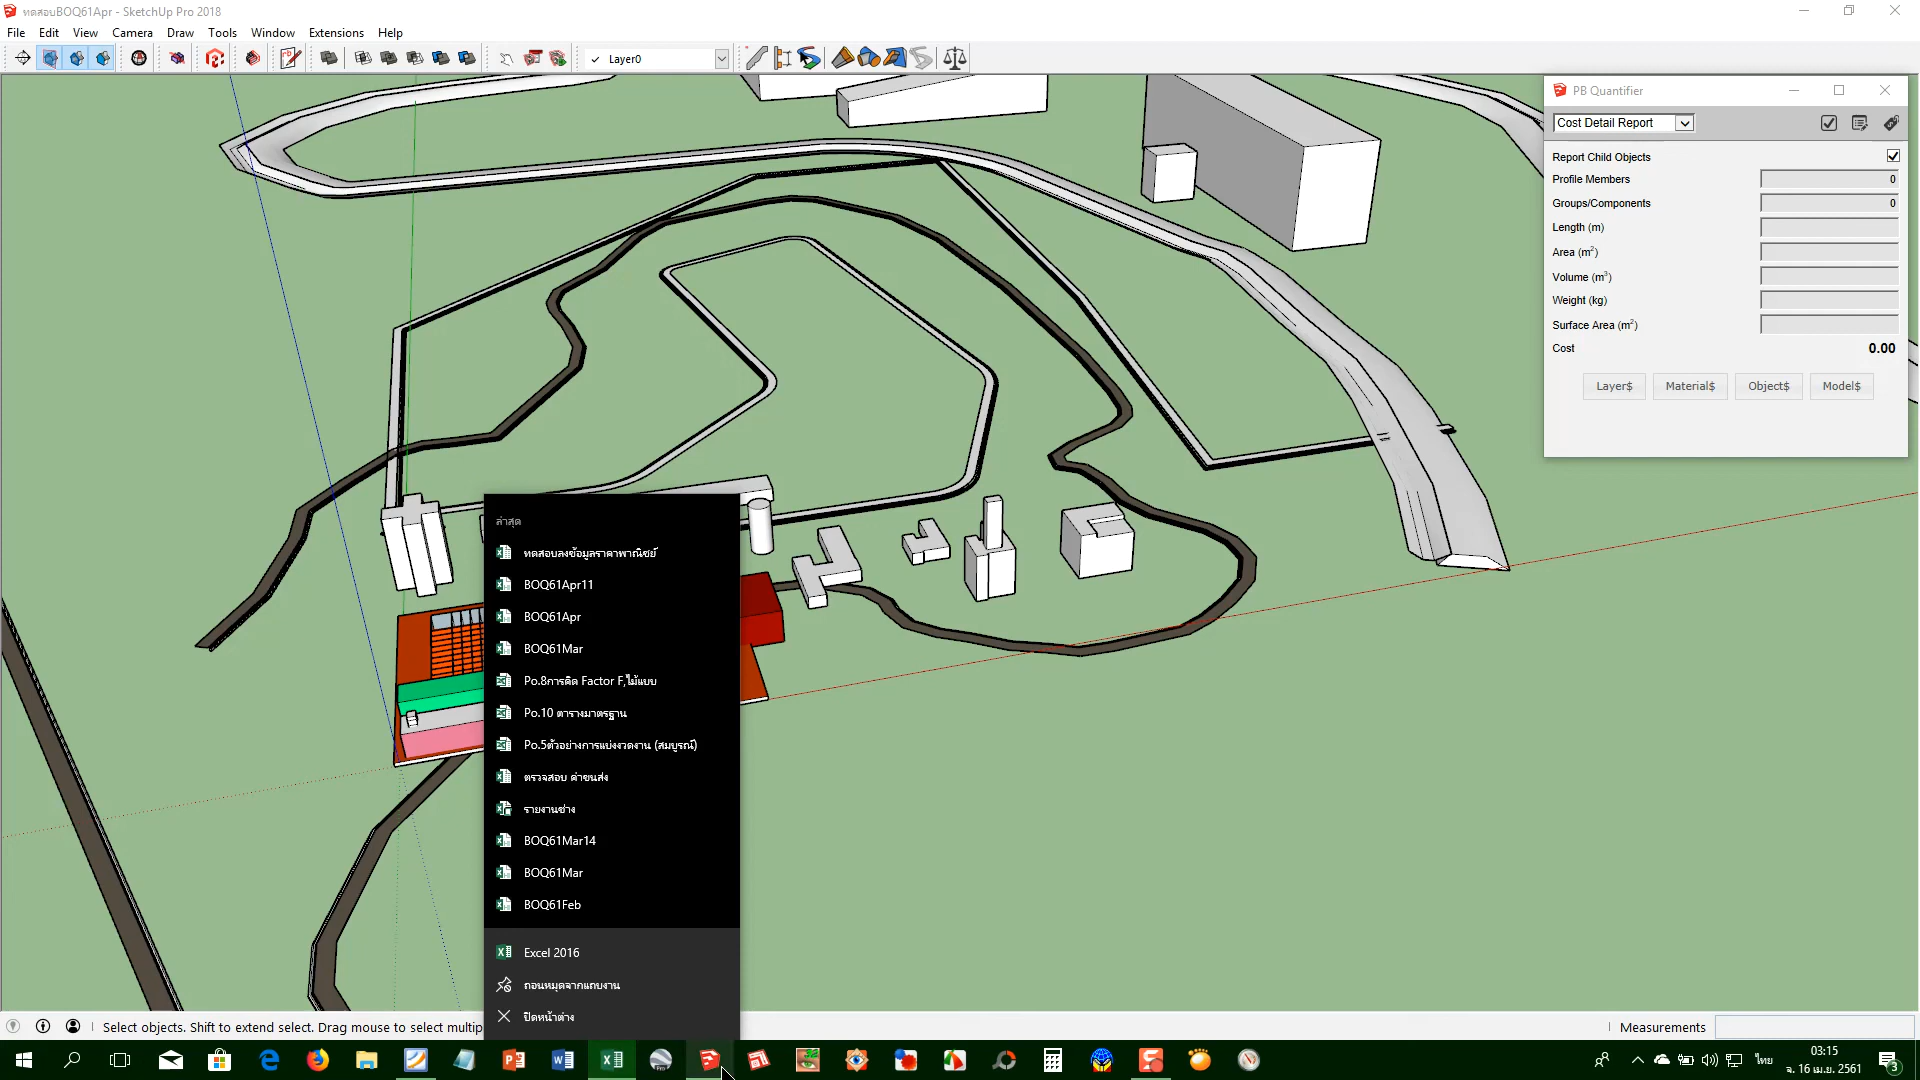 ทดสอบBOQ61Apr - SketchUp Pro 2018
File Edit View Camera Draw Tools Window Extensions Help
Layer0
PB Quantifier
Cost Detail Report
Report Child Objects
Profile Members 0
Groups/Components 0
Length (m)
Area (m²)
Volume (m³)
Weight (kg)
Surface Area (m²)
Cost 0.00
Layer$ Material$ Object$ Model$
ล่าสุด
ทดสอบลงข้อมูลราคาพาณิชย์
BOQ61Apr11
BOQ61Apr
BOQ61Mar
Po.8การคิด Factor F,ไม้แบบ
Po.10 ตารางมาตรฐาน
Po.5ตัวอย่างการแบ่งงวดงาน (สมบูรณ์)
ตรวจสอบ ค่าขนส่ง
รายงานช่าง
BOQ61Mar14
BOQ61Mar
BOQ61Feb
Excel 2016
ถอนหมุดจากแถบงาน
ปิดหน้าต่าง
Select objects. Shift to extend select. Drag mouse to select multip
Measurements
ไทย
03:15
จ. 16 เม.ย. 2561
3